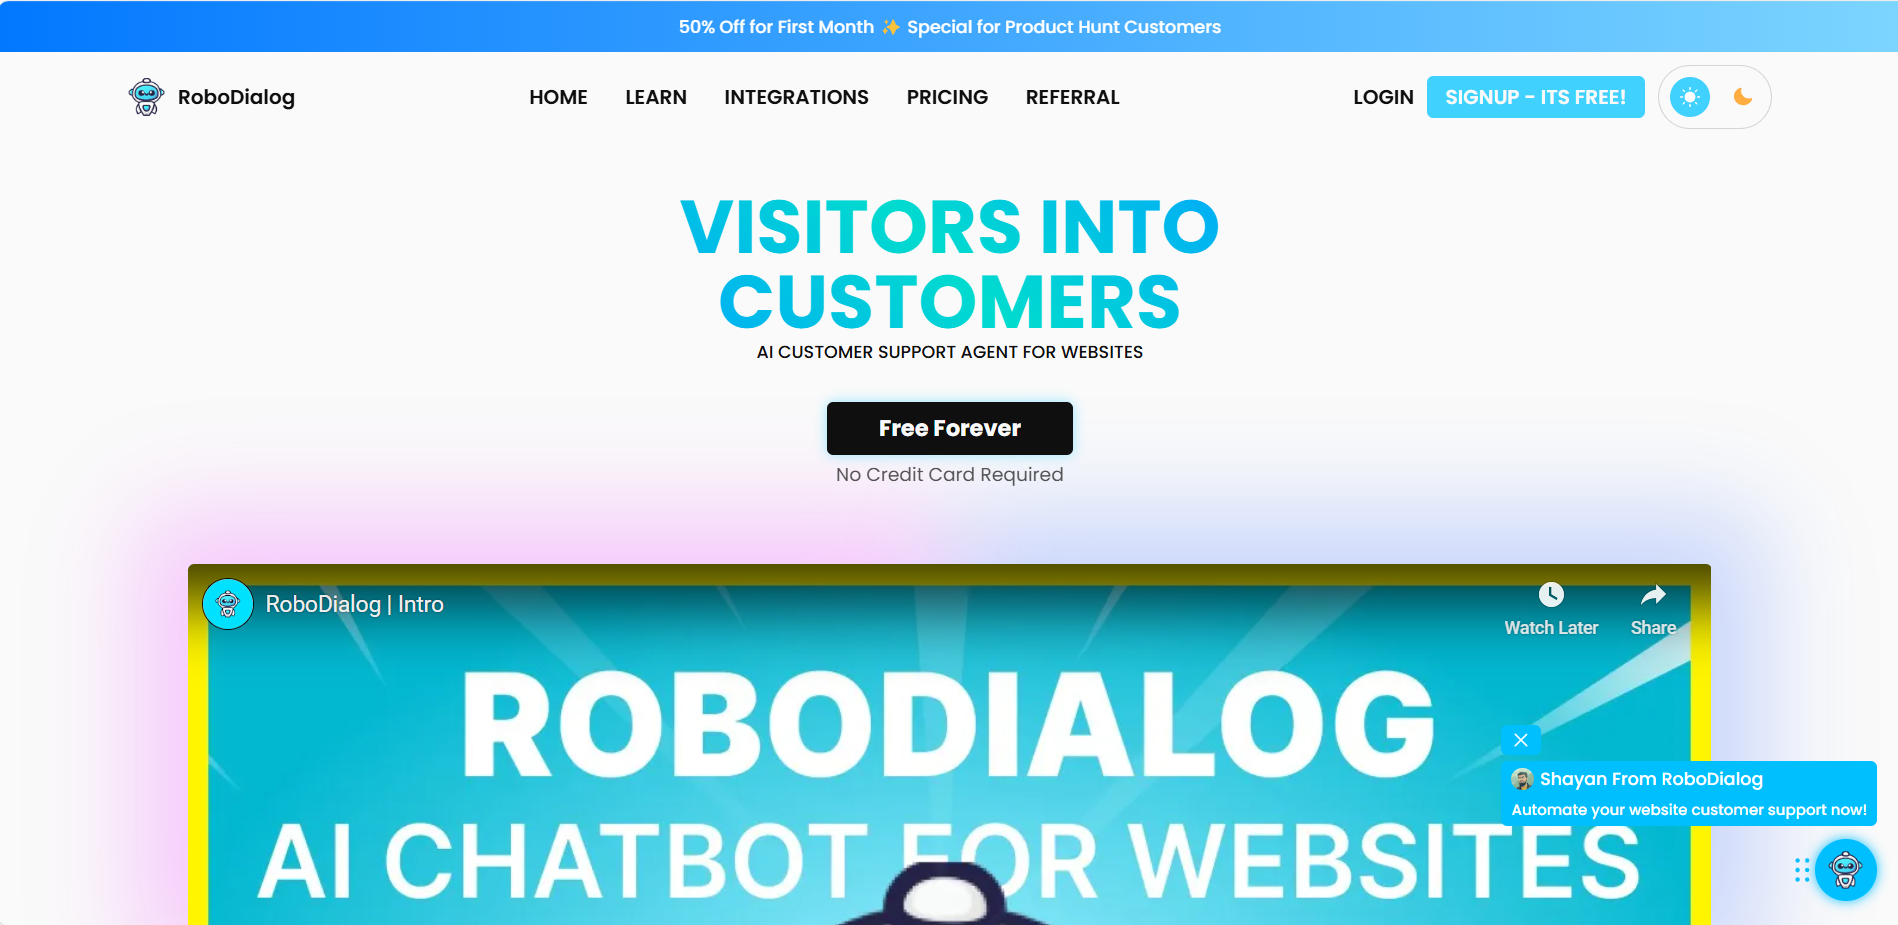 50% Off for First Month ✨ Special for Product Hunt Customers
RoboDialog
HOME LEARN INTEGRATIONS PRICING REFERRAL
LOGIN SIGNUP - ITS FREE!
VISITORS INTO
CUSTOMERS
AI CUSTOMER SUPPORT AGENT FOR WEBSITES
Free Forever
No Credit Card Required
RoboDialog | Intro
Watch Later Share
ROBODIALOG
AI CHATBOT FOR WEBSITES
Shayan From RoboDialog
Automate your website customer support now!